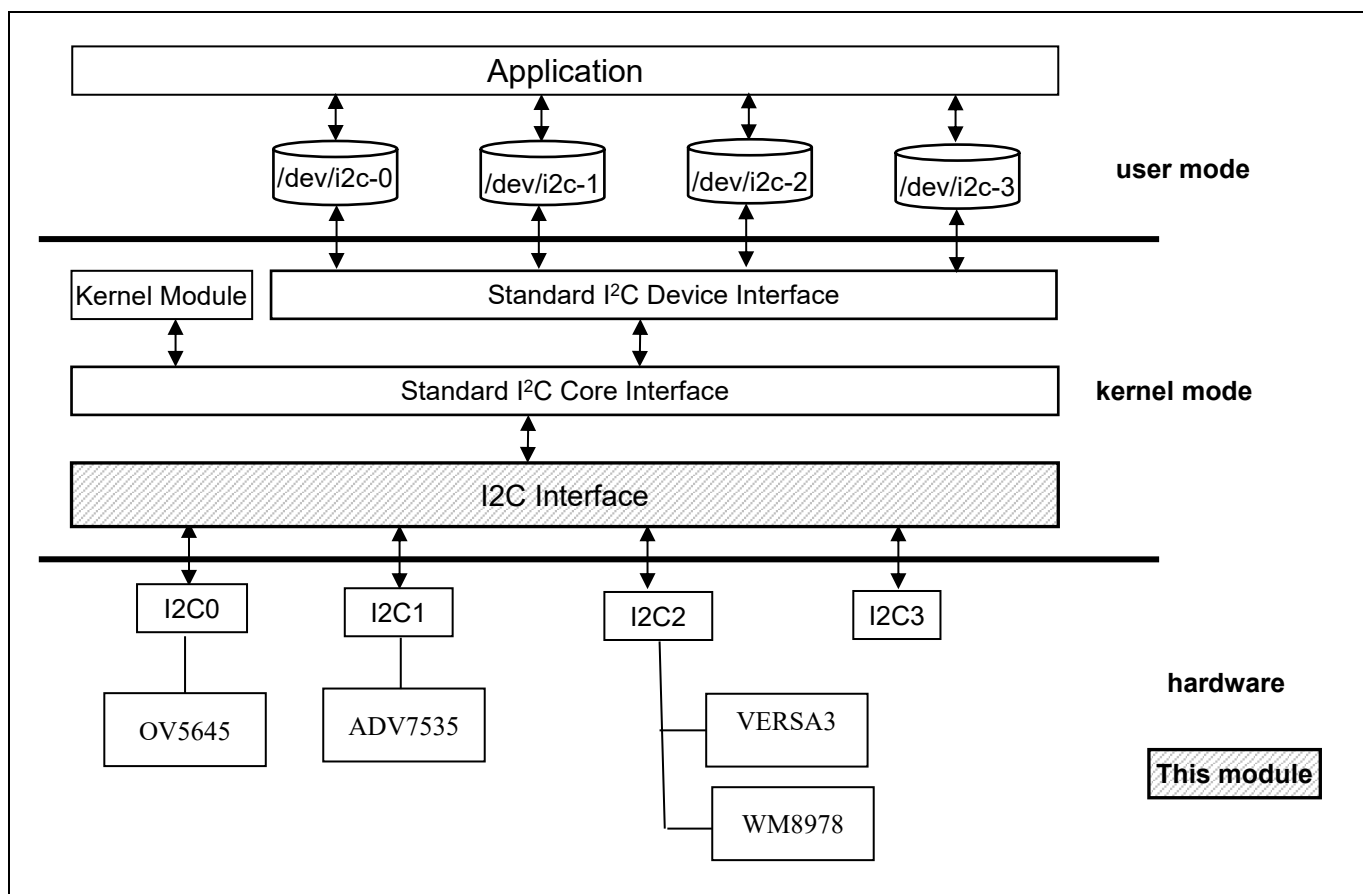 Application
/dev/i2c-0
/dev/i2c-1
/dev/i2c-2
/dev/i2c-3
user mode
Kernel Module
Standard I²C Device Interface
Standard I²C Core Interface
kernel mode
I2C Interface
I2C0
I2C1
I2C2
I2C3
hardware
OV5645
ADV7535
VERSA3
This module
WM8978